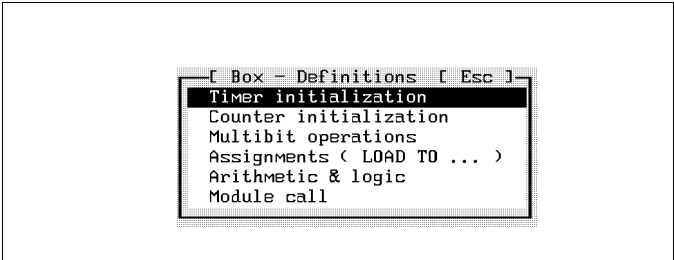 [ Box - Definitions [ Esc ]
Timer initialization
Counter initialization
Multibit operations
Assignments ( LOAD TO ... )
Arithmetic & logic
Module call